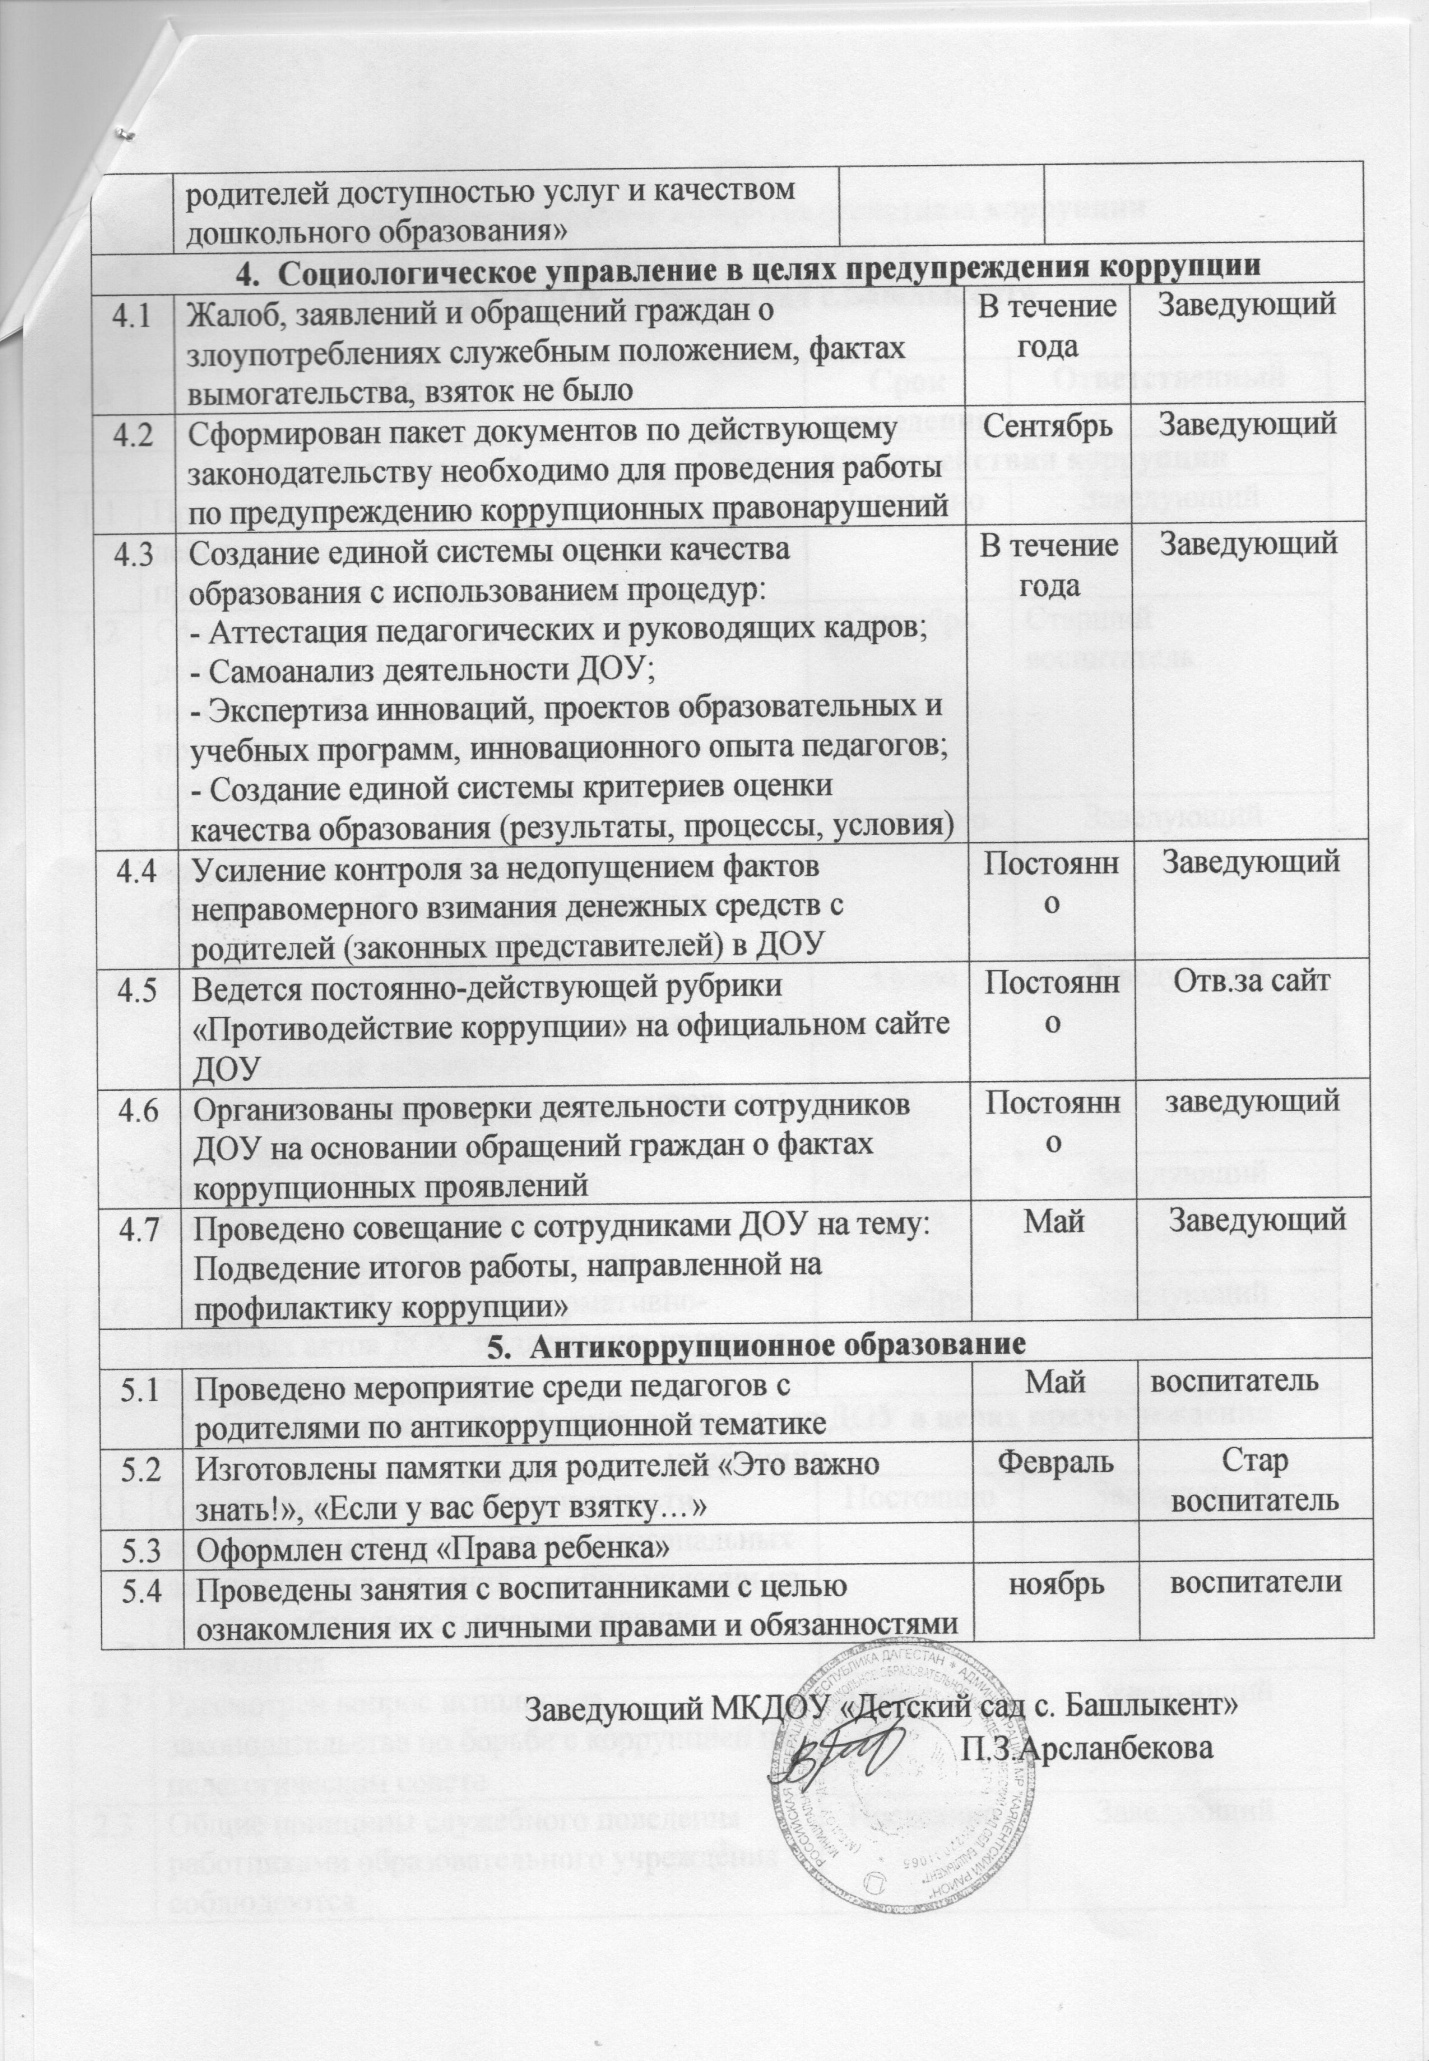 родителей доступностью услуг и качеством
дошкольного образования»
4. Социологическое управление в целях предупреждения коррупции
4.1 Жалоб, заявлений и обращений граждан о В течение Заведующий
злоупотреблениях служебным положением, фактах года
вымогательства, взяток не было
4.2 Сформирован пакет документов по действующему Сентябрь Заведующий
законодательству необходимо для проведения работы
по предупреждению коррупционных правонарушений
4.3 Создание единой системы оценки качества В течение Заведующий
образования с использованием процедур: года
- Аттестация педагогических и руководящих кадров;
- Самоанализ деятельности ДОУ;
- Экспертиза инноваций, проектов образовательных и
учебных программ, инновационного опыта педагогов;
- Создание единой системы критериев оценки
качества образования (результаты, процессы, условия)
4.4 Усиление контроля за недопущением фактов Постоянн Заведующий
неправомерного взимания денежных средств с о
родителей (законных представителей) в ДОУ
4.5 Ведется постоянно-действующей рубрики Постоянн Отв.за сайт
«Противодействие коррупции» на официальном сайте о
ДОУ
4.6 Организованы проверки деятельности сотрудников Постоянн заведующий
ДОУ на основании обращений граждан о фактах о
коррупционных проявлений
4.7 Проведено совещание с сотрудниками ДОУ на тему: Май Заведующий
Подведение итогов работы, направленной на
профилактику коррупции»
5. Антикоррупционное образование
5.1 Проведено мероприятие среди педагогов с Май воспитатель
родителями по антикоррупционной тематике
5.2 Изготовлены памятки для родителей «Это важно Февраль Стар
знать!», «Если у вас берут взятку…» воспитатель
5.3 Оформлен стенд «Права ребенка»
5.4 Проведены занятия с воспитанниками с целью ноябрь воспитатели
ознакомления их с личными правами и обязанностями
Заведующий МКДОУ «Детский сад с. Башлыкент»
П.З.Арсланбекова